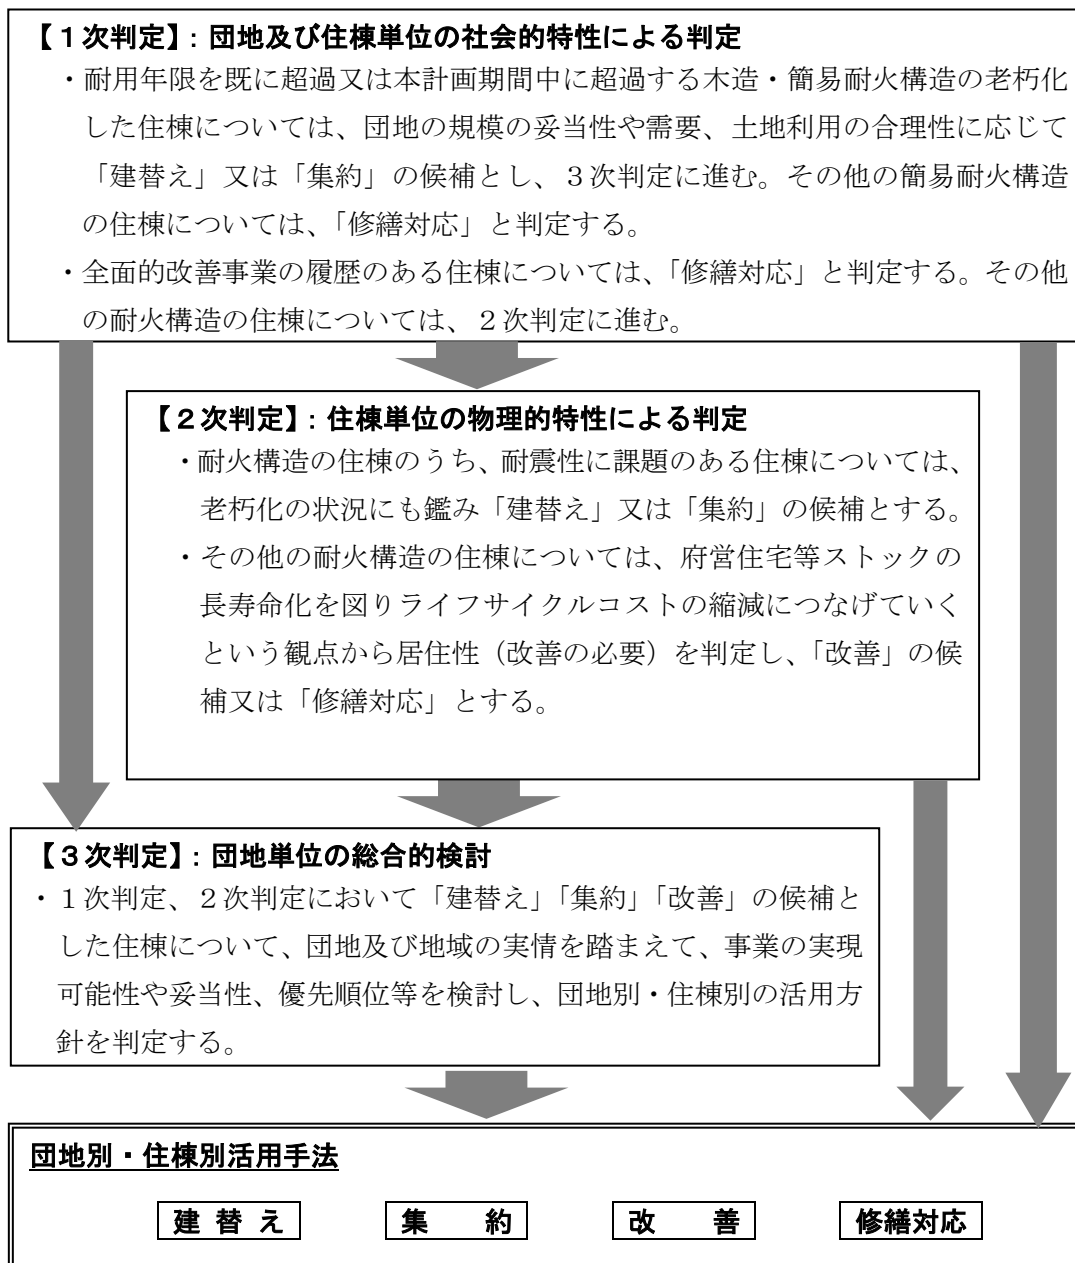 【１次判定】：団地及び住棟単位の社会的特性による判定
・耐用年限を既に超過又は本計画期間中に超過する木造・簡易耐火構造の老朽化
した住棟については、団地の規模の妥当性や需要、土地利用の合理性に応じて
「建替え」又は「集約」の候補とし、３次判定に進む。その他の簡易耐火構造
の住棟については、「修繕対応」と判定する。
・全面的改善事業の履歴のある住棟については、「修繕対応」と判定する。その他
の耐火構造の住棟については、２次判定に進む。
【２次判定】：住棟単位の物理的特性による判定
・耐火構造の住棟のうち、耐震性に課題のある住棟については、
老朽化の状況にも鑑み「建替え」又は「集約」の候補とする。
・その他の耐火構造の住棟については、府営住宅等ストックの
長寿命化を図りライフサイクルコストの縮減につなげていく
という観点から居住性（改善の必要）を判定し、「改善」の候
補又は「修繕対応」とする。
【３次判定】：団地単位の総合的検討
・１次判定、２次判定において「建替え」「集約」「改善」の候補と
した住棟について、団地及び地域の実情を踏まえて、事業の実現
可能性や妥当性、優先順位等を検討し、団地別・住棟別の活用方
針を判定する。
団地別・住棟別活用手法
建替え 集約 改善 修繕対応